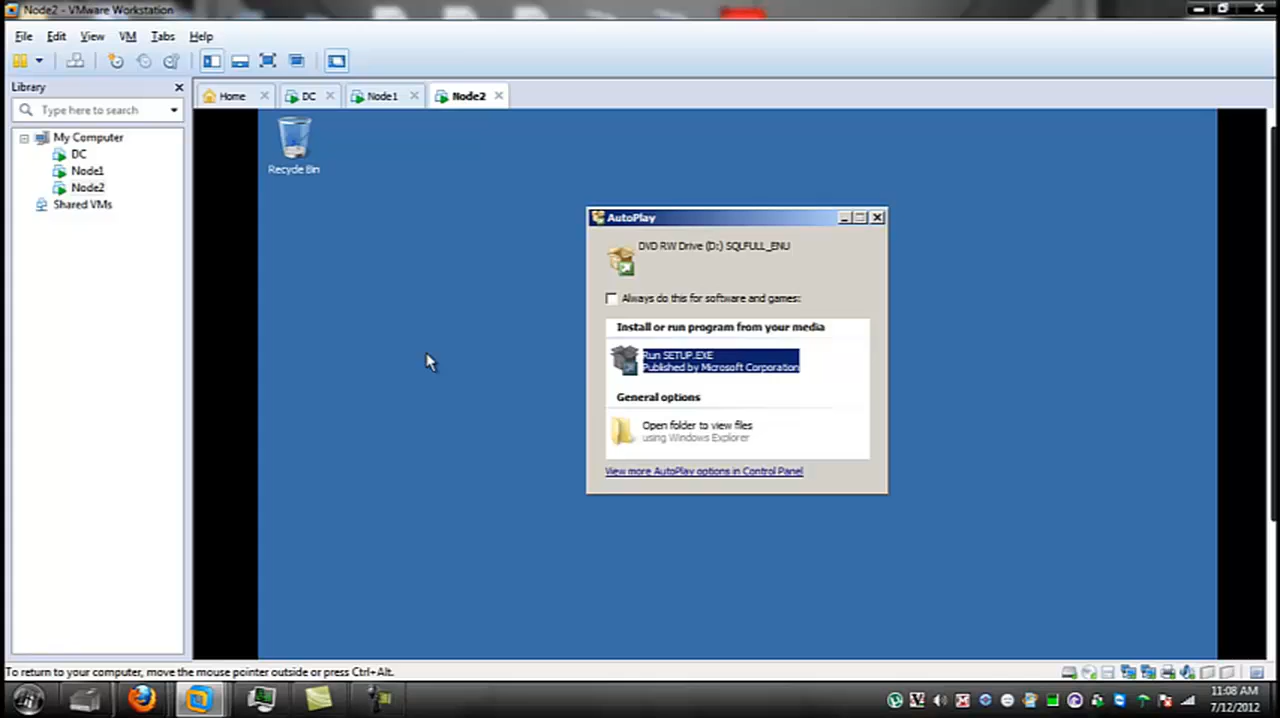 Node2 - VMware Workstation
File Edit View VM Tabs Help
Library
Home DC Node1 Node2
Type here to search
My Computer
DC
Node1
Node2
Shared VMs
Recycle Bin
AutoPlay
DVD RW Drive (D:) SQLFULL_ENU
Always do this for software and games:
Install or run program from your media
Run SETUP.EXE
Published by Microsoft Corporation
General options
Open folder to view files
using Windows Explorer
View more AutoPlay options in Control Panel
To return to your computer, move the mouse pointer outside or press Ctrl+Alt.
11:08 AM
7/12/2012